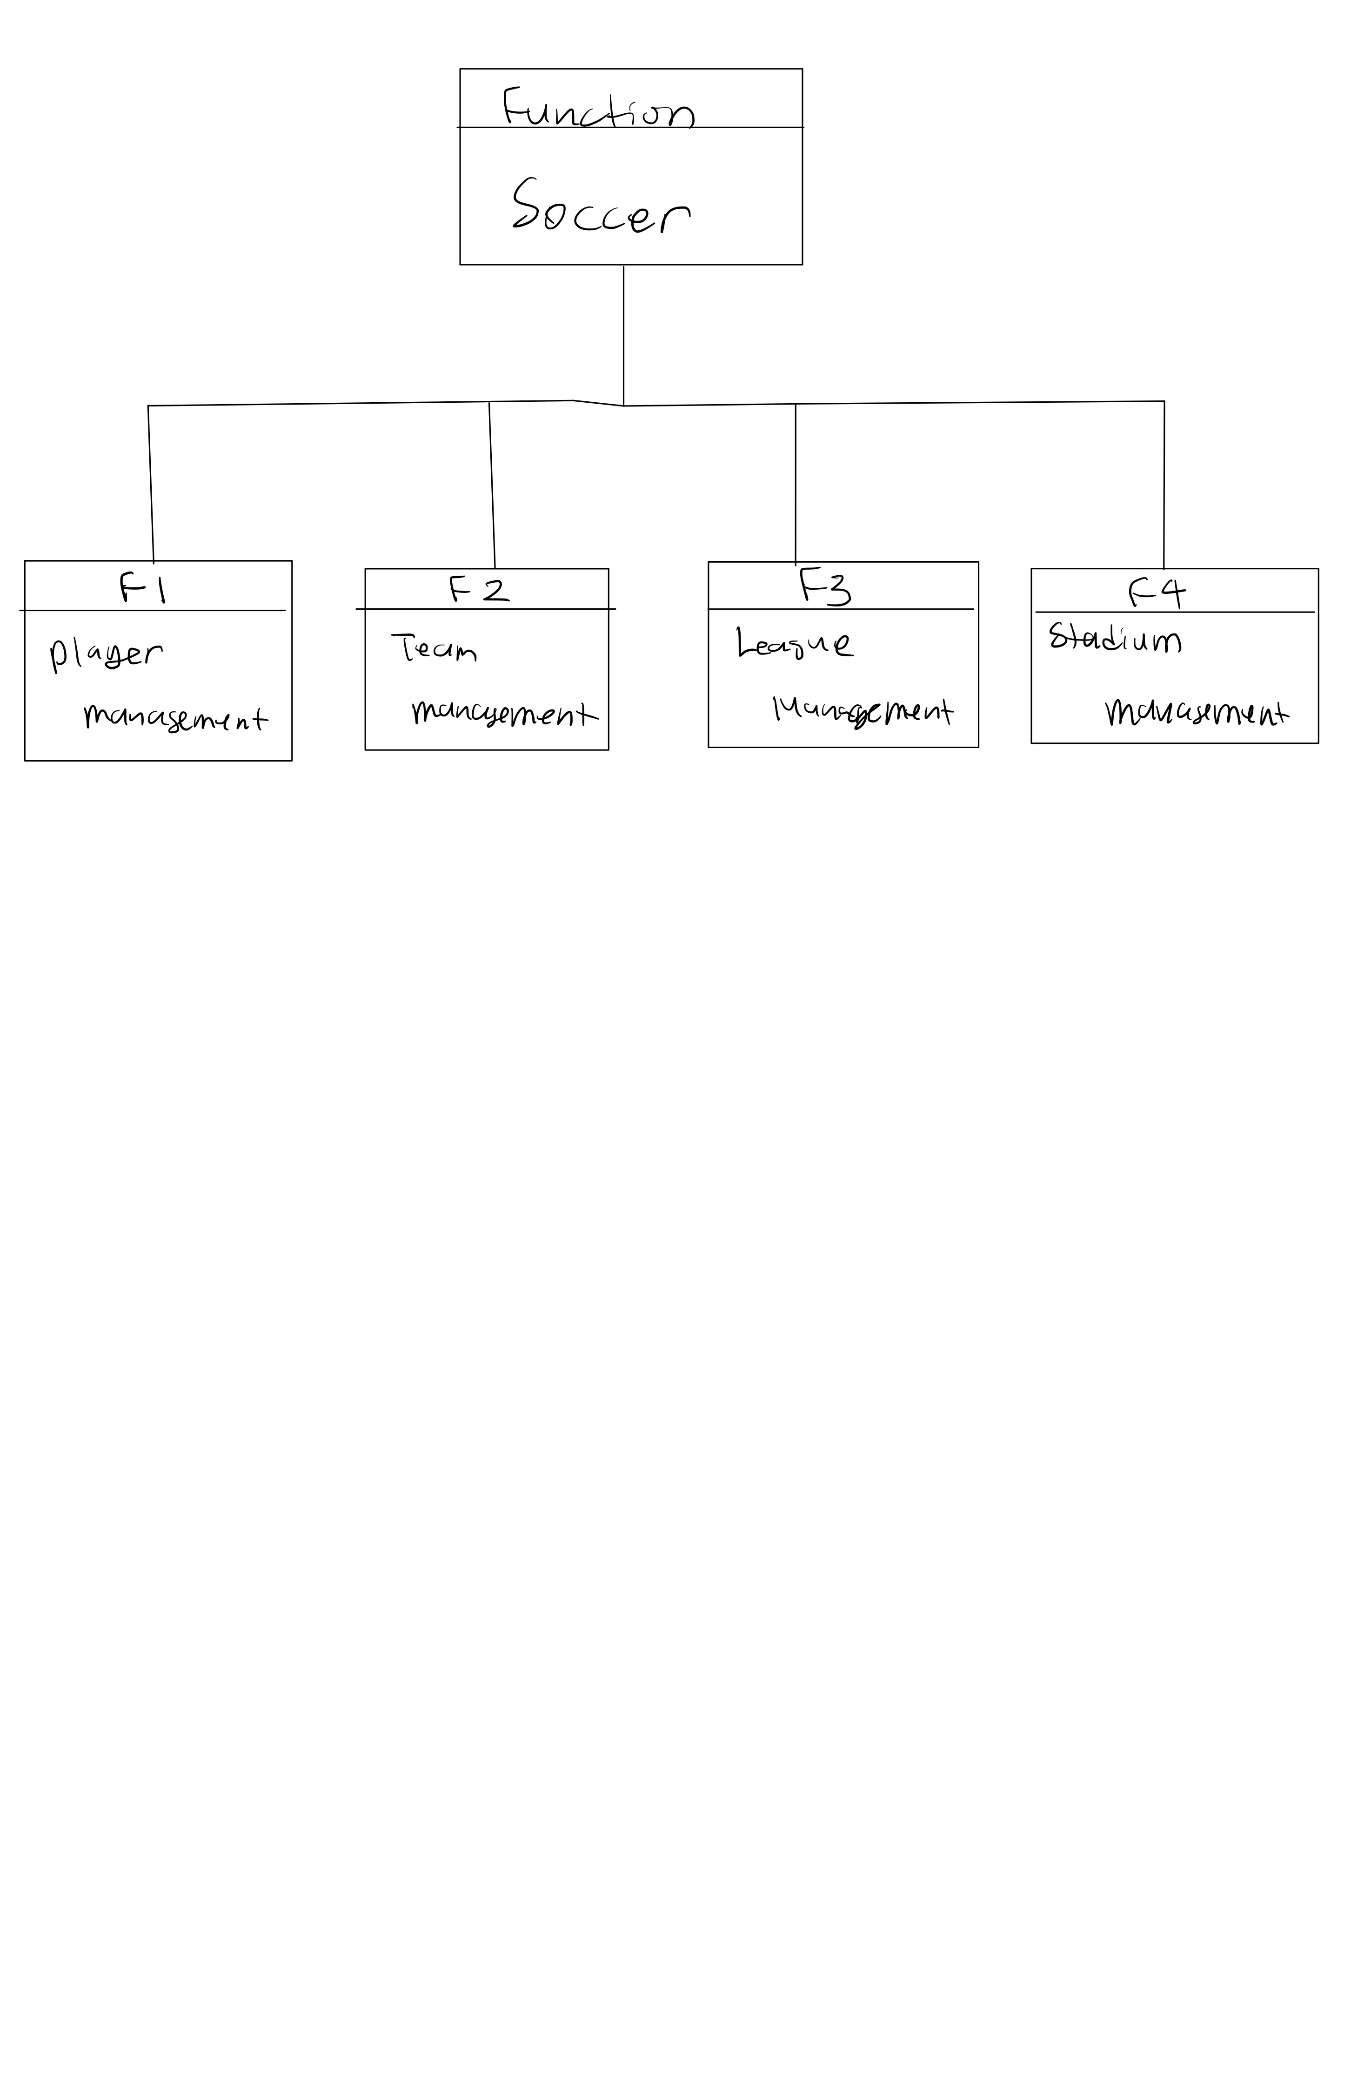 Function
Soccer
F1
player
management
F2
Team
management
F3
League
Management
F4
Stadium
management